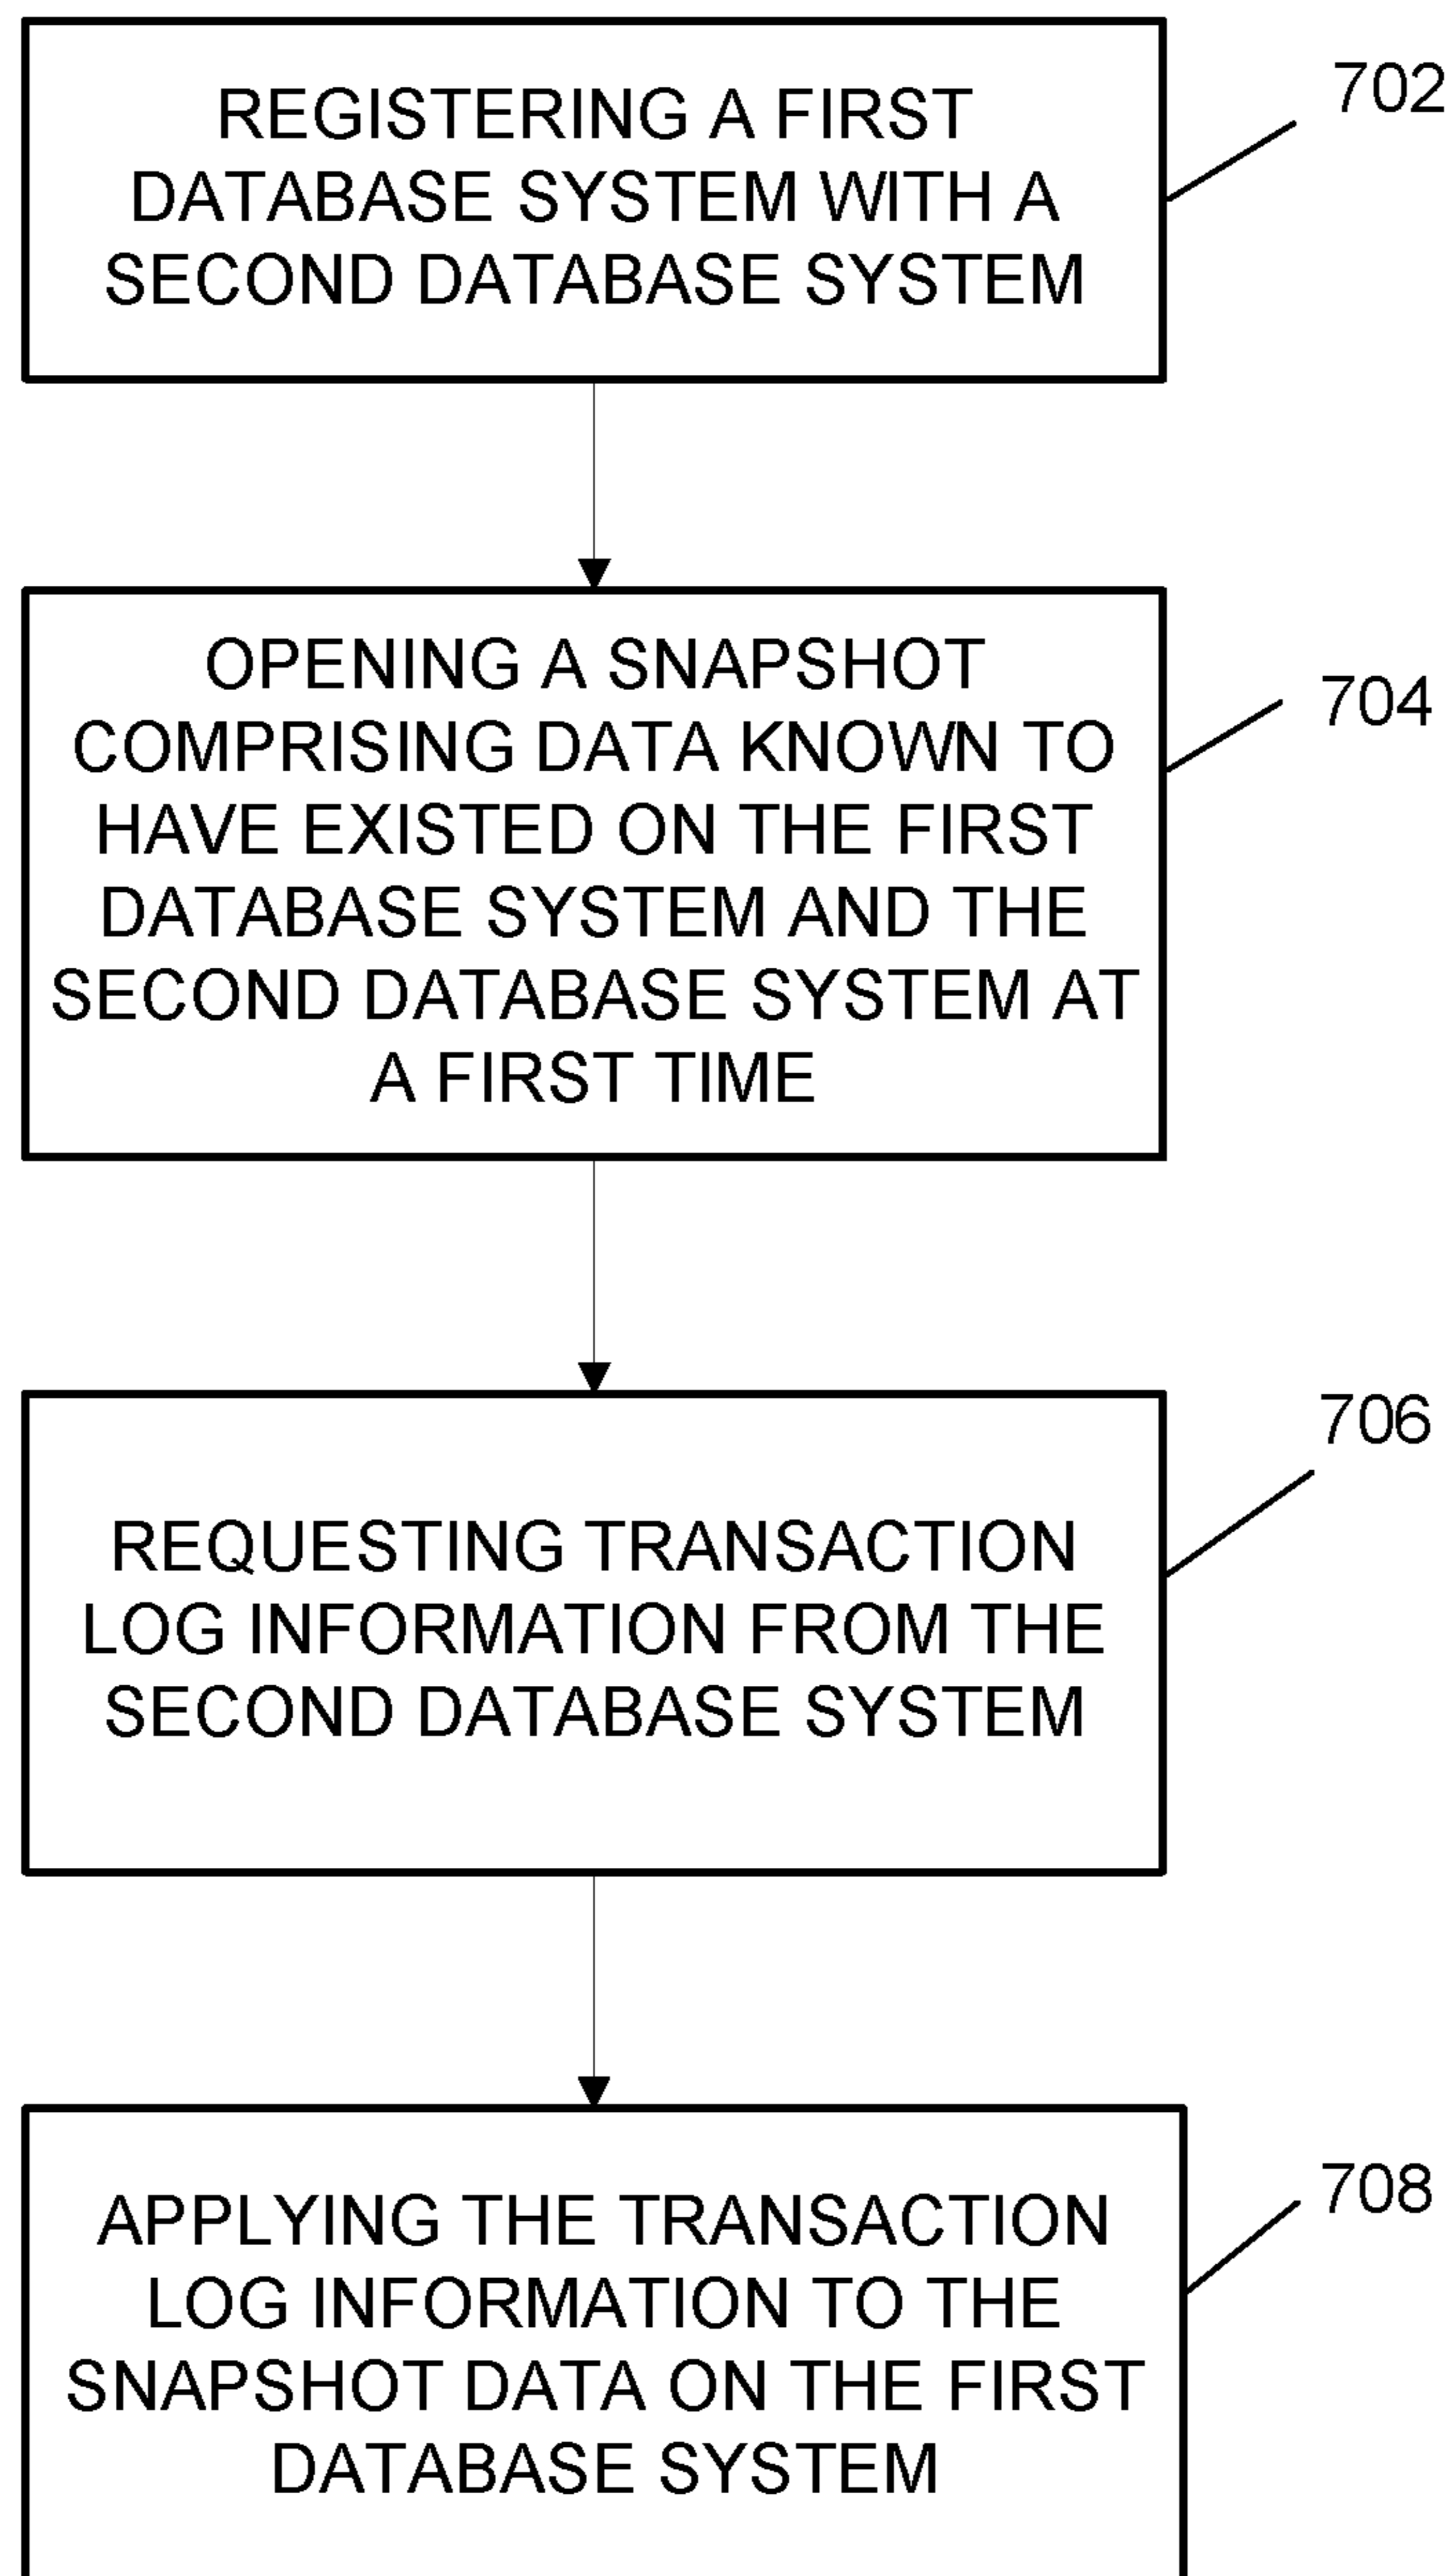 REGISTERING A FIRST
DATABASE SYSTEM WITH A
SECOND DATABASE SYSTEM
702
OPENING A SNAPSHOT
COMPRISING DATA KNOWN TO
HAVE EXISTED ON THE FIRST
DATABASE SYSTEM AND THE
SECOND DATABASE SYSTEM AT
A FIRST TIME
704
REQUESTING TRANSACTION
LOG INFORMATION FROM THE
SECOND DATABASE SYSTEM
706
APPLYING THE TRANSACTION
LOG INFORMATION TO THE
SNAPSHOT DATA ON THE FIRST
DATABASE SYSTEM
708